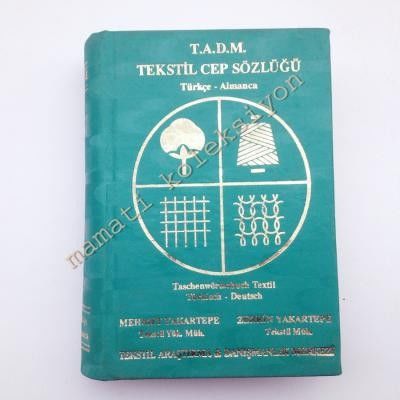 T.A.D.M.
TEKSTİL CEP SÖZLÜĞÜ
Türkçe - Almanca
Taschenwörterbuch Textil
Türkisch - Deutsch
MEHMET YAKARTEPE ZERRİN YAKARTEPE
Tekstil Yük. Müh. Tekstil Müh.
TEKSTİL ARAŞTIRMA & DANIŞMANLIK MERKEZİ
mamati koleksiyon